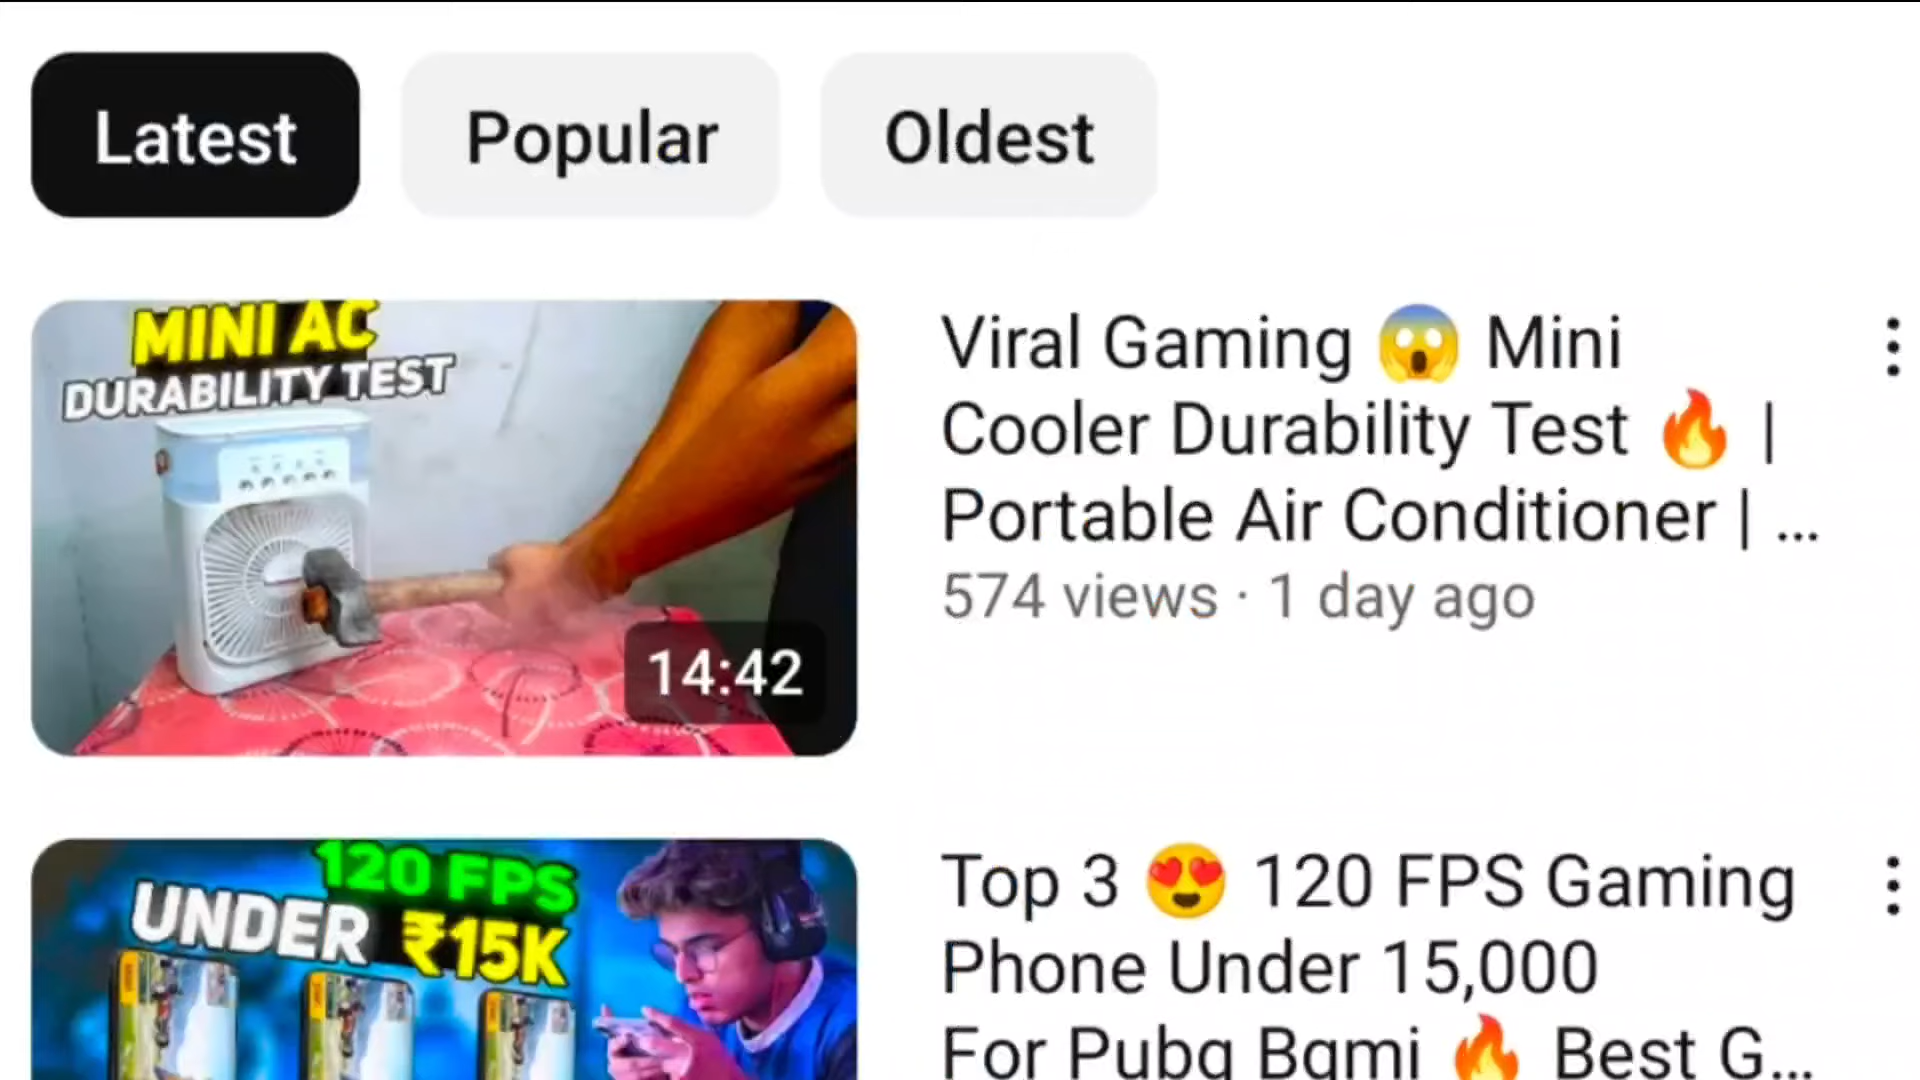 Latest
Popular
Oldest
MINI AC
DURABILITY TEST
14:42
Viral Gaming 😱 Mini
Cooler Durability Test 🔥 |
Portable Air Conditioner | ...
574 views · 1 day ago
120 FPS
UNDER ₹15K
Top 3 😍 120 FPS Gaming
Phone Under 15,000
For Pubg Bgmi 🔥 Best G...